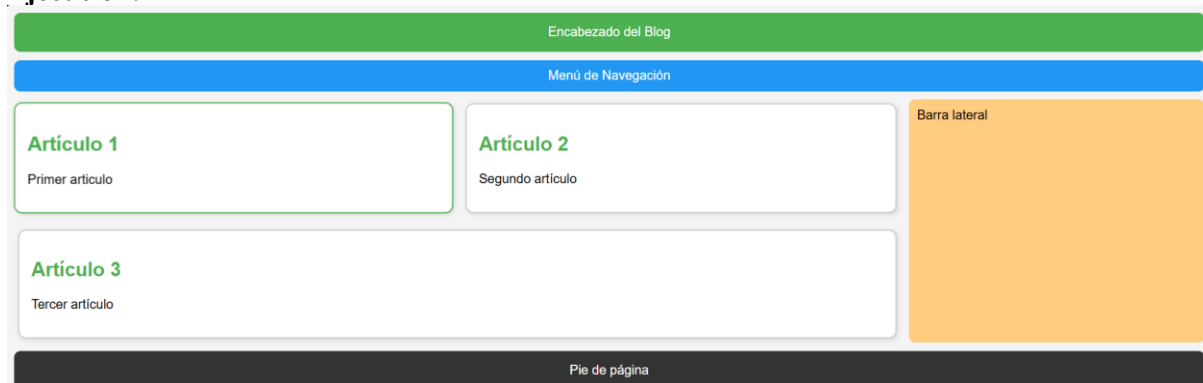 Encabezado del Blog
Menú de Navegación
Artículo 1
Primer articulo
Artículo 2
Segundo artículo
Barra lateral
Artículo 3
Tercer artículo
Pie de página